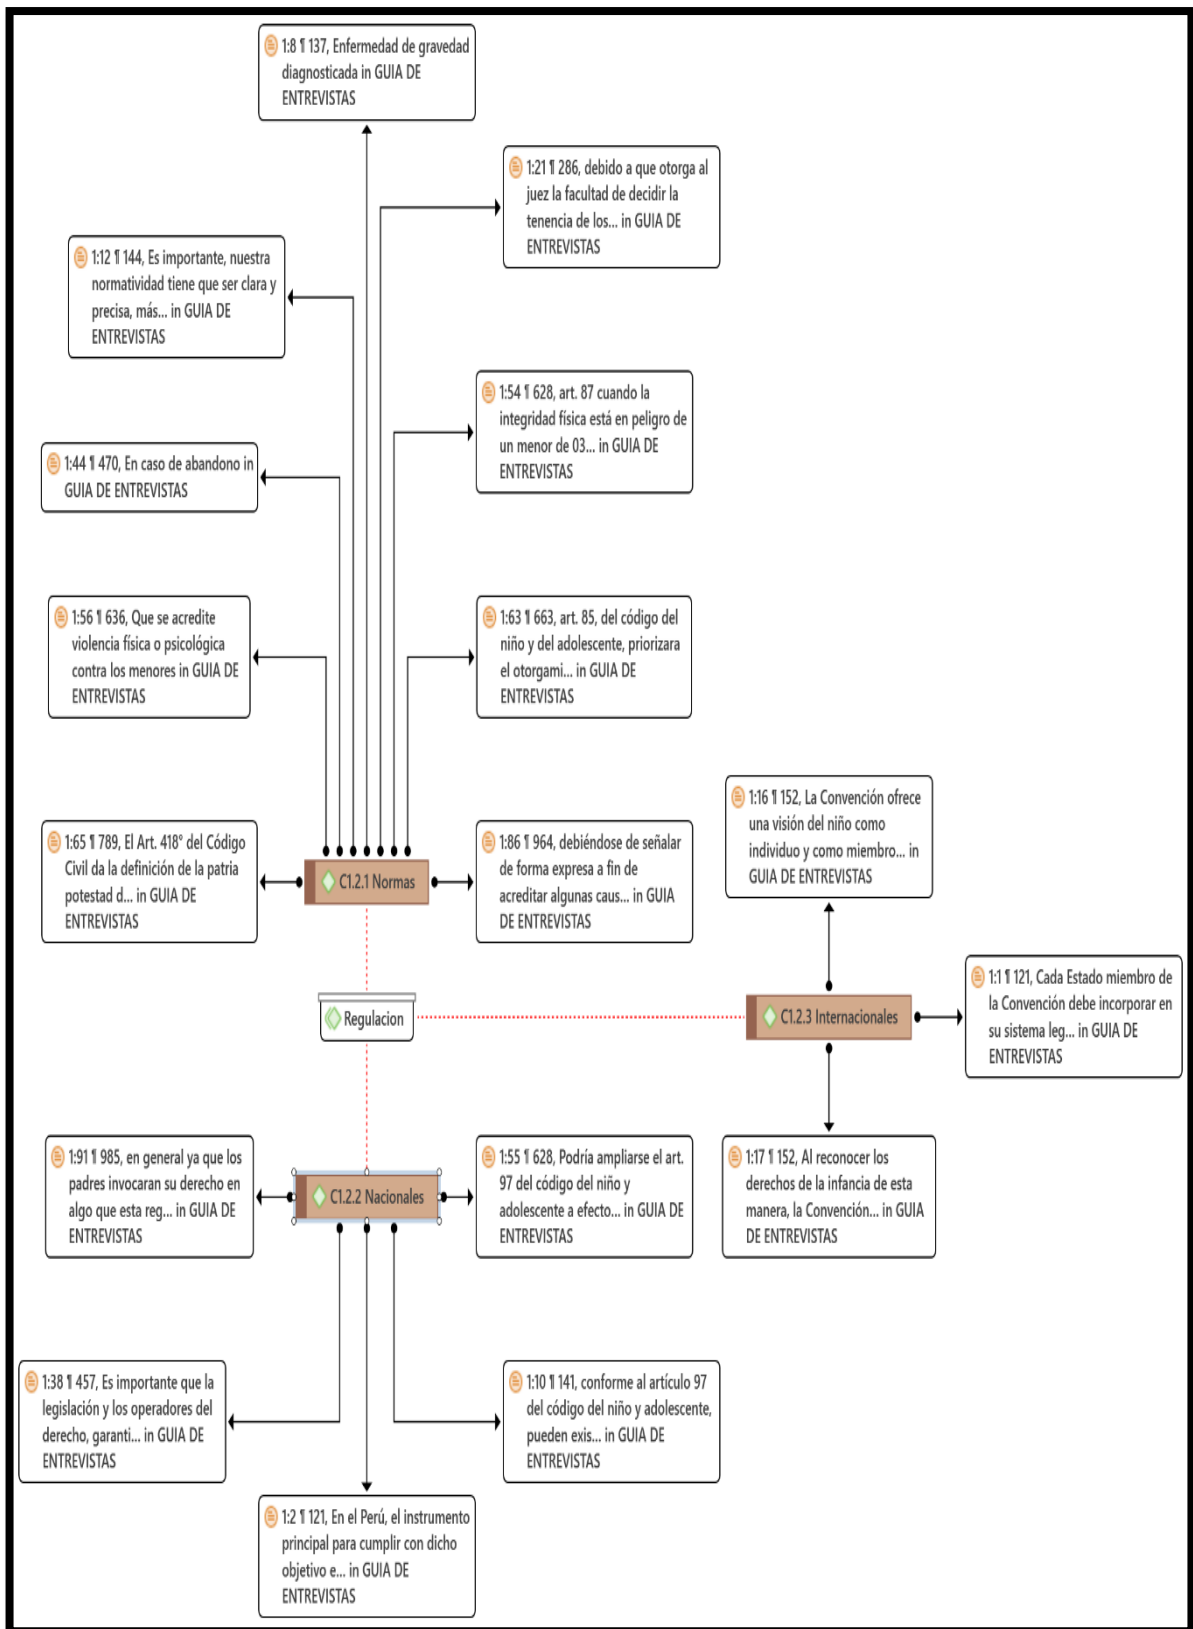 1:8 ¶ 137, Enfermedad de gravedad
diagnosticada in GUIA DE
ENTREVISTAS
1:21 ¶ 286, debido a que otorga al
juez la facultad de decidir la
tenencia de los... in GUIA DE
ENTREVISTAS
1:12 ¶ 144, Es importante, nuestra
normatividad tiene que ser clara y
precisa, más... in GUIA DE
ENTREVISTAS
1:54 ¶ 628, art. 87 cuando la
integridad física está en peligro de
un menor de 03... in GUIA DE
ENTREVISTAS
1:44 ¶ 470, En caso de abandono in
GUIA DE ENTREVISTAS
1:56 ¶ 636, Que se acredite
violencia física o psicológica
contra los menores in GUIA DE
ENTREVISTAS
1:63 ¶ 663, art. 85, del código del
niño y del adolescente, priorizara
el otorgami... in GUIA DE
ENTREVISTAS
1:65 ¶ 789, El Art. 418° del Código
Civil da la definición de la patria
potestad d... in GUIA DE
ENTREVISTAS
C1.2.1 Normas
1:86 ¶ 964, debiéndose de señalar
de forma expresa a fin de
acreditar algunas caus... in GUIA
DE ENTREVISTAS
1:16 ¶ 152, La Convención ofrece
una visión del niño como
individuo y como miembro... in
GUIA DE ENTREVISTAS
Regulacion
C1.2.3 Internacionales
1:1 ¶ 121, Cada Estado miembro de
la Convención debe incorporar en
su sistema leg... in GUIA DE
ENTREVISTAS
1:91 ¶ 985, en general ya que los
padres invocaran su derecho en
algo que esta reg... in GUIA DE
ENTREVISTAS
C1.2.2 Nacionales
1:55 ¶ 628, Podría ampliarse el art.
97 del código del niño y
adolescente a efecto... in GUIA DE
ENTREVISTAS
1:17 ¶ 152, Al reconocer los
derechos de la infancia de esta
manera, la Convención... in GUIA
DE ENTREVISTAS
1:38 ¶ 457, Es importante que la
legislación y los operadores del
derecho, garanti... in GUIA DE
ENTREVISTAS
1:10 ¶ 141, conforme al artículo 97
del código del niño y adolescente,
pueden exis... in GUIA DE
ENTREVISTAS
1:2 ¶ 121, En el Perú, el instrumento
principal para cumplir con dicho
objetivo e... in GUIA DE
ENTREVISTAS